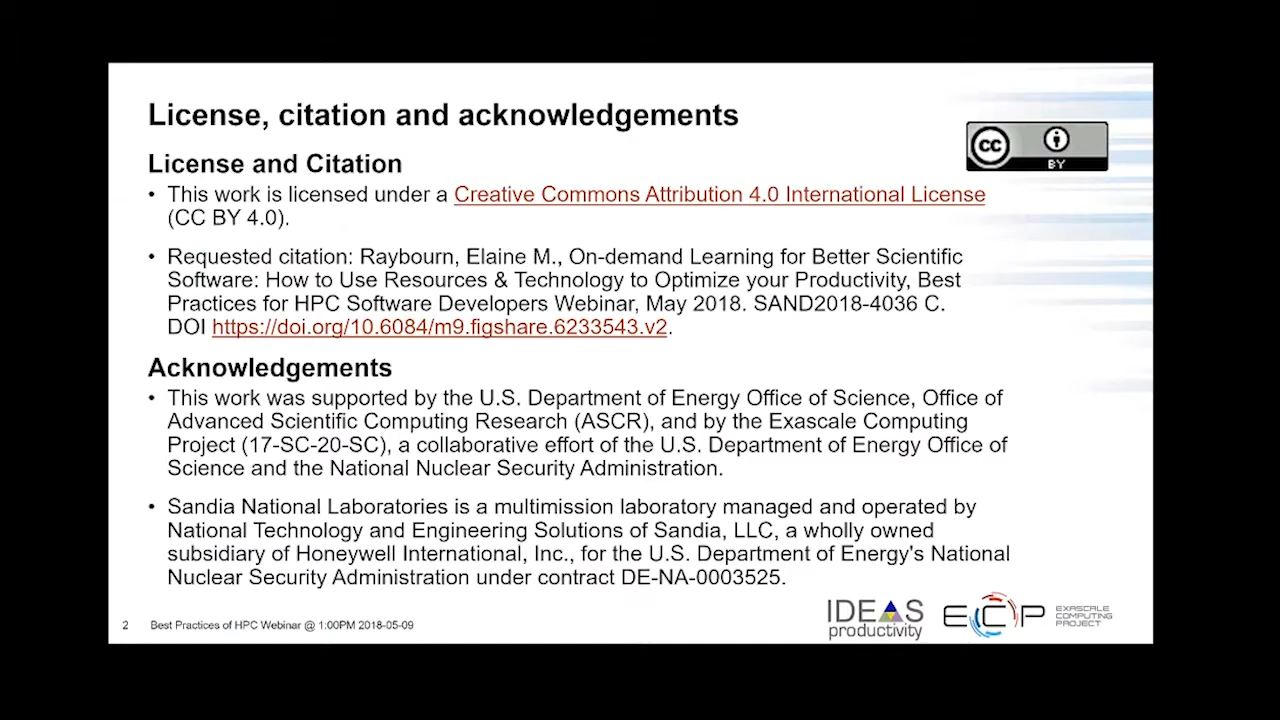 License, citation and acknowledgements
License and Citation
• This work is licensed under a Creative Commons Attribution 4.0 International License
(CC BY 4.0).
• Requested citation: Raybourn, Elaine M., On-demand Learning for Better Scientific
Software: How to Use Resources & Technology to Optimize your Productivity, Best
Practices for HPC Software Developers Webinar, May 2018. SAND2018-4036 C.
DOI https://doi.org/10.6084/m9.figshare.6233543.v2.
Acknowledgements
• This work was supported by the U.S. Department of Energy Office of Science, Office of
Advanced Scientific Computing Research (ASCR), and by the Exascale Computing
Project (17-SC-20-SC), a collaborative effort of the U.S. Department of Energy Office of
Science and the National Nuclear Security Administration.
• Sandia National Laboratories is a multimission laboratory managed and operated by
National Technology and Engineering Solutions of Sandia, LLC, a wholly owned
subsidiary of Honeywell International, Inc., for the U.S. Department of Energy's National
Nuclear Security Administration under contract DE-NA-0003525.
2 Best Practices of HPC Webinar @ 1:00PM 2018-05-09
cc
BY
IDEAS
productivity
ECP
EXASCALE
COMPUTING
PROJECT